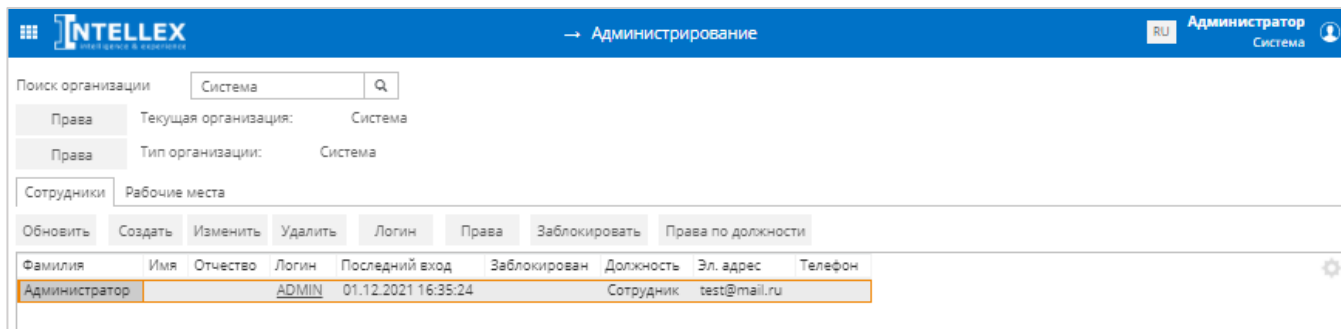 INTELLEX
intelligence & experience
→ Администрирование
RU
Администратор
Система
Поиск организации Система
Права Текущая организация: Система
Права Тип организации: Система
Сотрудники Рабочие места
Обновить Создать Изменить Удалить Логин Права Заблокировать Права по должности
Фамилия Имя Отчество Логин Последний вход Заблокирован Должность Эл. адрес Телефон
Администратор ADMIN 01.12.2021 16:35:24 Сотрудник test@mail.ru